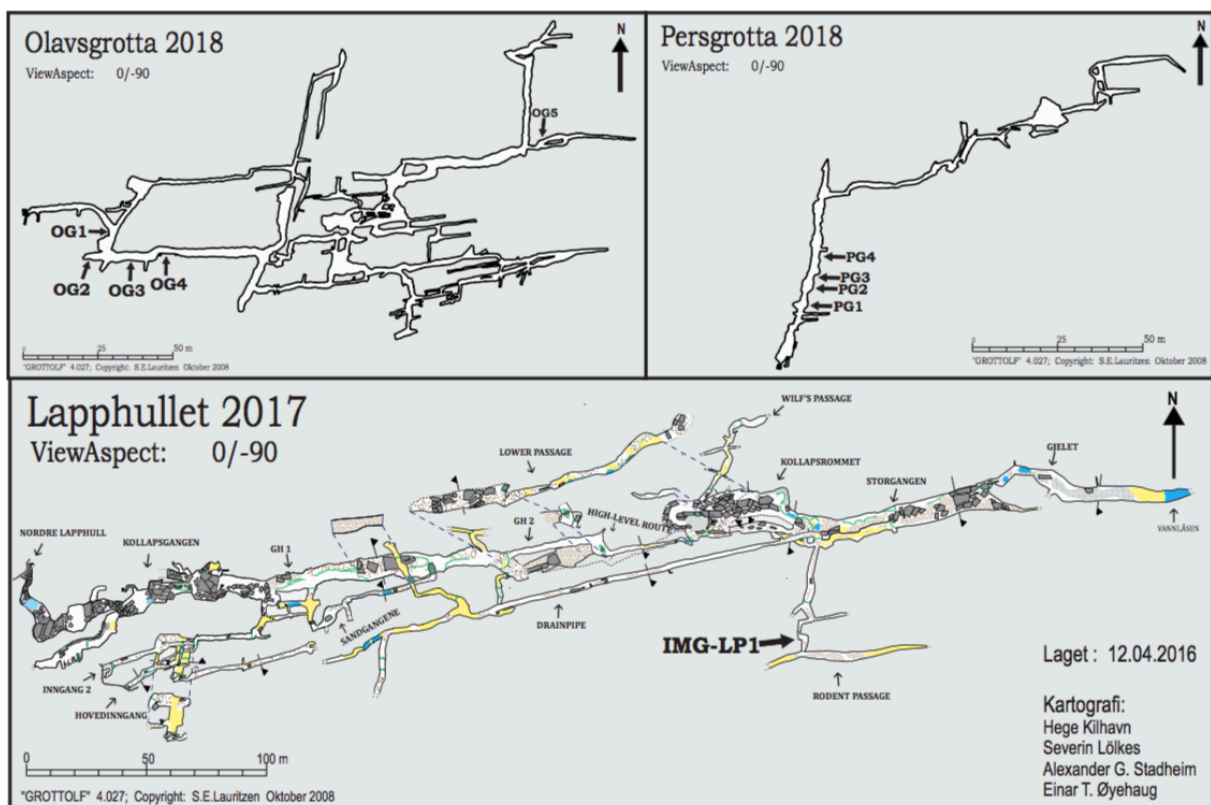 Olavsgrotta 2018
ViewAspect: 0/-90
N
OG5
OG1
OG2
OG3
OG4
0 25 50 m
"GROTTOLF" 4.027; Copyright: S.E.Lauritzen Oktober 2008
Persgrotta 2018
ViewAspect: 0/-90
N
PG4
PG3
PG2
PG1
0 25 50 m
"GROTTOLF" 4.027; Copyright: S.E.Lauritzen Oktober 2008
Lapphullet 2017
ViewAspect: 0/-90
N
WILF'S PASSAGE
LOWER PASSAGE
KOLLAPSROMMET
GJELET
STORGANGEN
GH 2
HIGH-LEVEL ROUTE
NORDRE LAPPHULL
KOLLAPSGANGEN
GH 1
VANNLÅSEN
SANDGANGENE
DRAINPIPE
IMG-LP1
INNGANG 2
HOVEDINNGANG
RODENT PASSAGE
Laget : 12.04.2016
Kartografi:
Hege Kilhavn
Severin Lölkes
Alexander G. Stadheim
Einar T. Øyehaug
0 50 100 m
"GROTTOLF" 4.027; Copyright: S.E.Lauritzen Oktober 2008